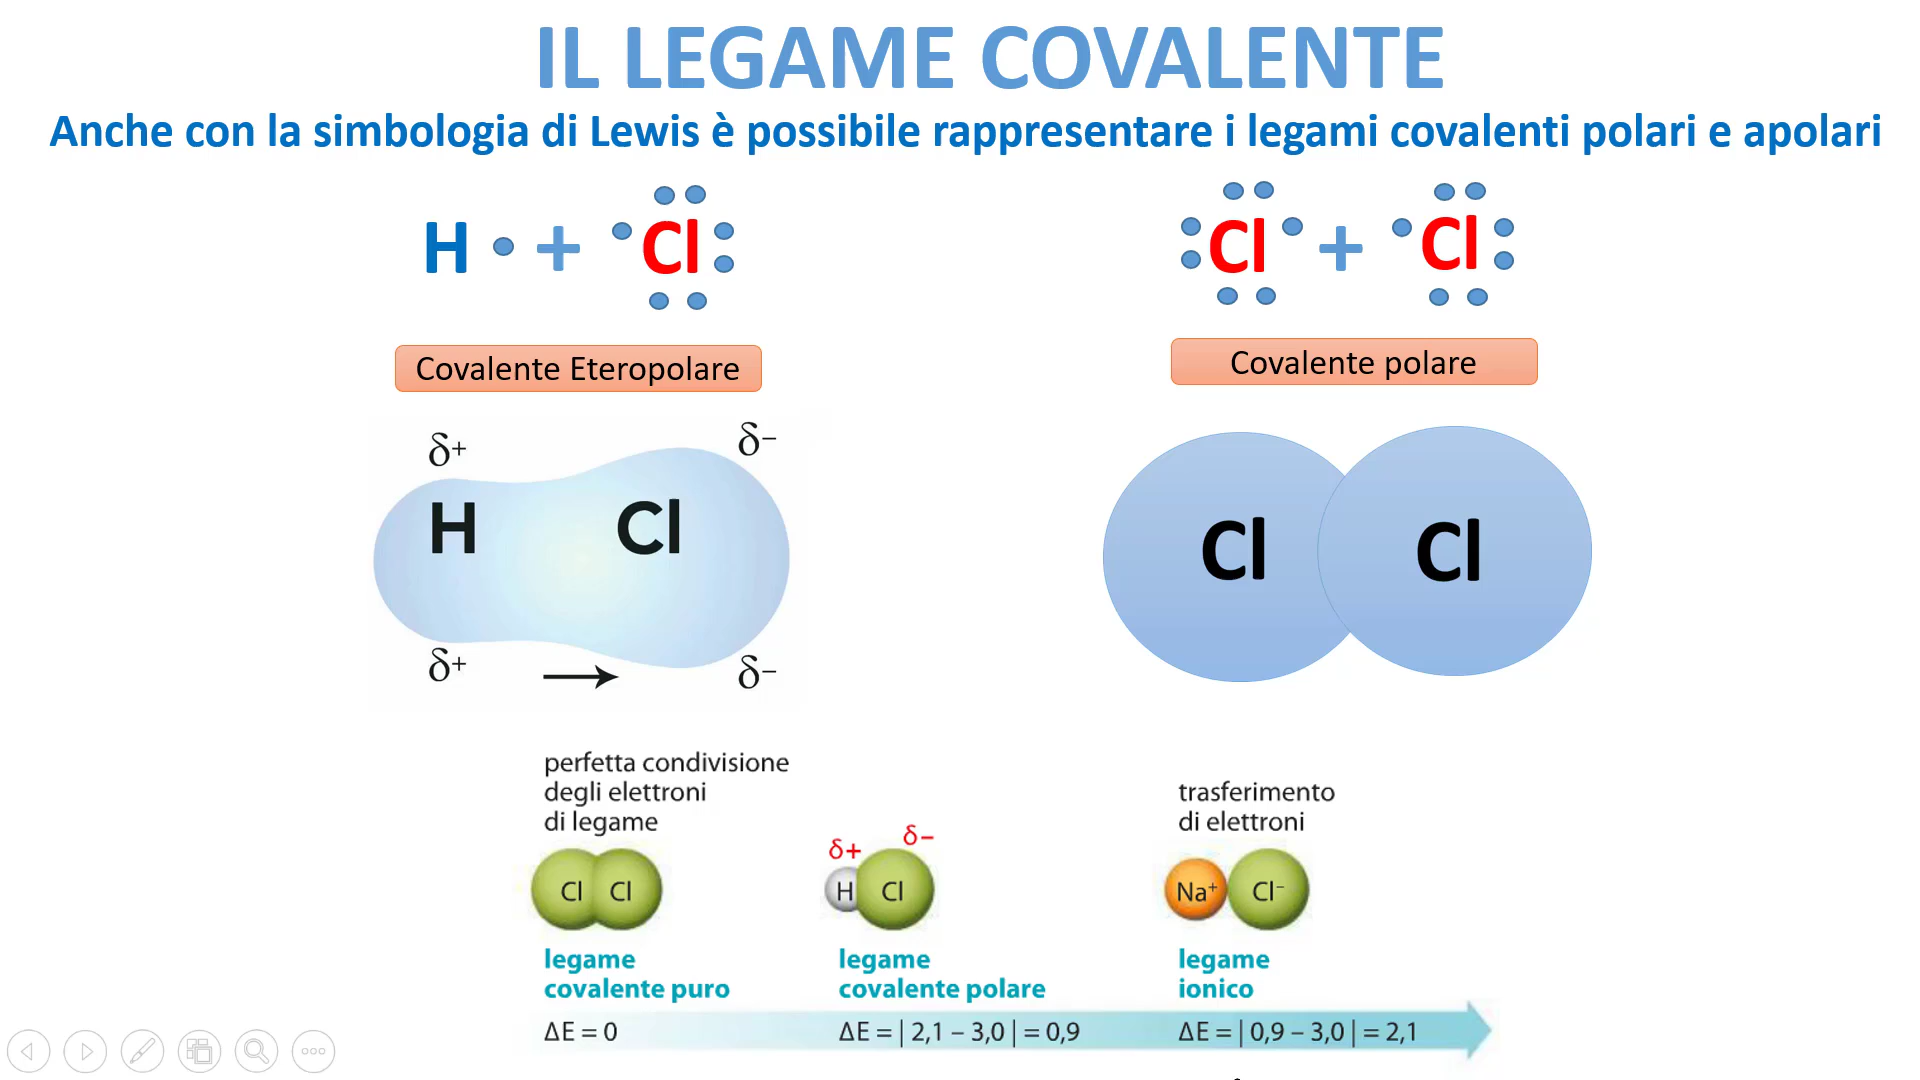 IL LEGAME COVALENTE
Anche con la simbologia di Lewis è possibile rappresentare i legami covalenti polari e apolari
H + Cl
Cl + Cl
Covalente Eteropolare
Covalente polare
δ+ δ−
H Cl
δ+ δ−
Cl Cl
perfetta condivisione
degli elettroni
di legame
Cl Cl
legame
covalente puro
ΔE = 0
δ+ δ−
H Cl
legame
covalente polare
ΔE = | 2,1 – 3,0 | = 0,9
trasferimento
di elettroni
Na⁺ Cl⁻
legame
ionico
ΔE = | 0,9 – 3,0 | = 2,1